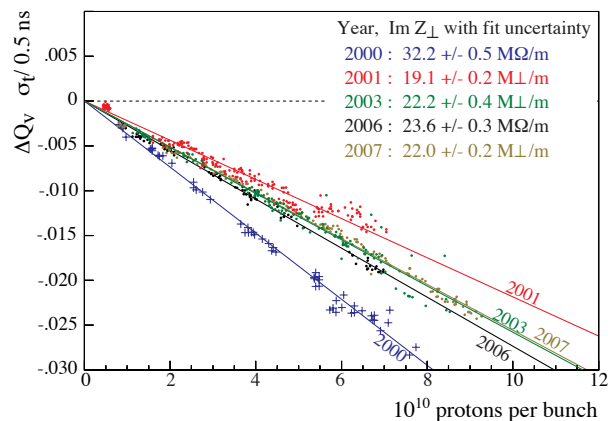 Year, Im Z⊥ with fit uncertainty
2000 : 32.2 +/- 0.5 MΩ/m
2001 : 19.1 +/- 0.2 M⊥/m
2003 : 22.2 +/- 0.4 M⊥/m
2006 : 23.6 +/- 0.3 MΩ/m
2007 : 22.0 +/- 0.2 M⊥/m
ΔQv σt/ 0.5 ns
.005
0
-.005
-.010
-.015
-.020
-.025
-.030
2001
2003
2007
2006
2000
0 2 4 6 8 10 12
10^10 protons per bunch